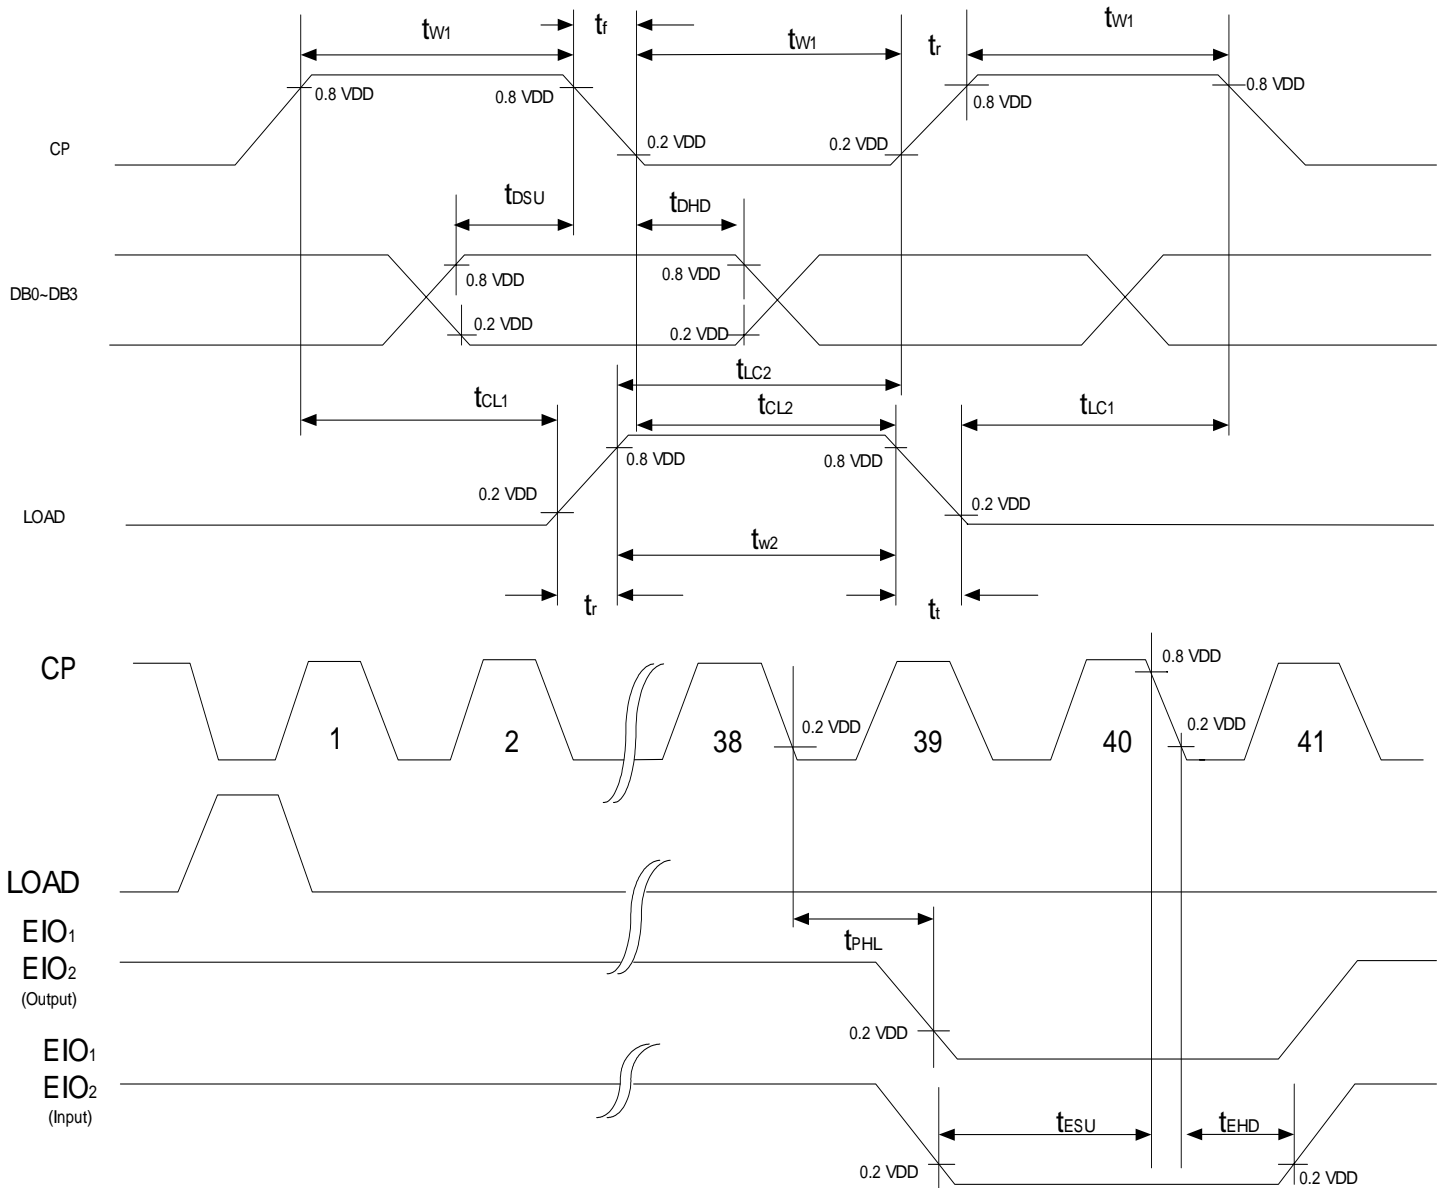 tW1
tf
tW1
tr
tW1
0.8 VDD
0.8 VDD
0.8 VDD
0.8 VDD
CP
0.2 VDD
0.2 VDD
tDSU
tDHD
DB0~DB3
0.8 VDD
0.8 VDD
0.2 VDD
0.2 VDD
tLC2
tCL1
tCL2
tLC1
0.8 VDD
0.8 VDD
0.2 VDD
0.2 VDD
LOAD
tw2
tr
tt
CP
0.8 VDD
0.2 VDD
0.2 VDD
1
2
38
39
40
41
LOAD
EIO1
EIO2
(Output)
tPHL
0.2 VDD
EIO1
EIO2
(Input)
tESU
tEHD
0.2 VDD
0.2 VDD